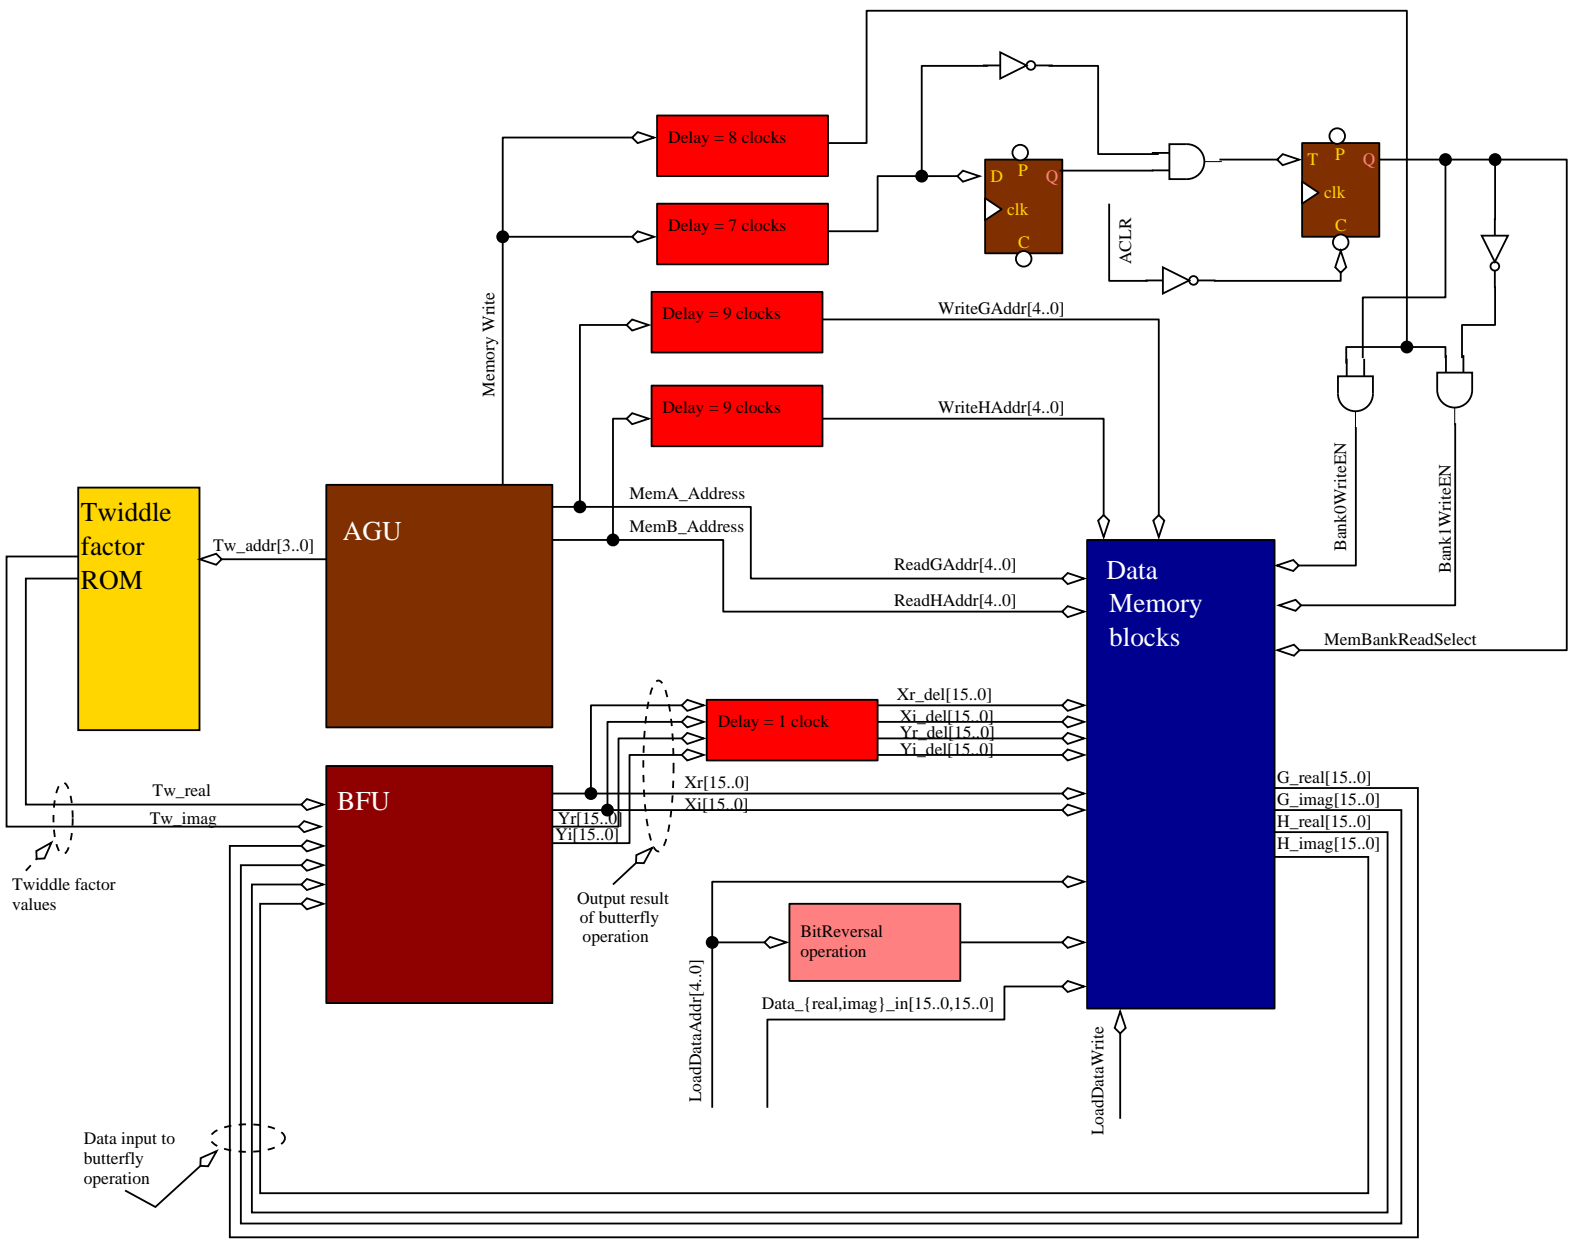 Delay = 8 clocks
D
P
Q
clk
C
T
P
Q
clk
C
Delay = 7 clocks
ACLR
Memory Write
Delay = 9 clocks
WriteGAddr[4..0]
Delay = 9 clocks
WriteHAddr[4..0]
Bank0WriteEN
Bank1WriteEN
Twiddle
factor
ROM
Tw_addr[3..0]
AGU
MemA_Address
MemB_Address
ReadGAddr[4..0]
ReadHAddr[4..0]
Data
Memory
blocks
MemBankReadSelect
Delay = 1 clock
Xr_del[15..0]
Xi_del[15..0]
Yr_del[15..0]
Yi_del[15..0]
BFU
Tw_real
Tw_imag
Xr[15..0]
Xi[15..0]
Yr[15..0]
Yi[15..0]
G_real[15..0]
G_imag[15..0]
H_real[15..0]
H_imag[15..0]
Twiddle factor
values
Output result
of butterfly
operation
BitReversal
operation
LoadDataAddr[4..0]
Data_{real,imag}_in[15..0,15..0]
LoadDataWrite
Data input to
butterfly
operation